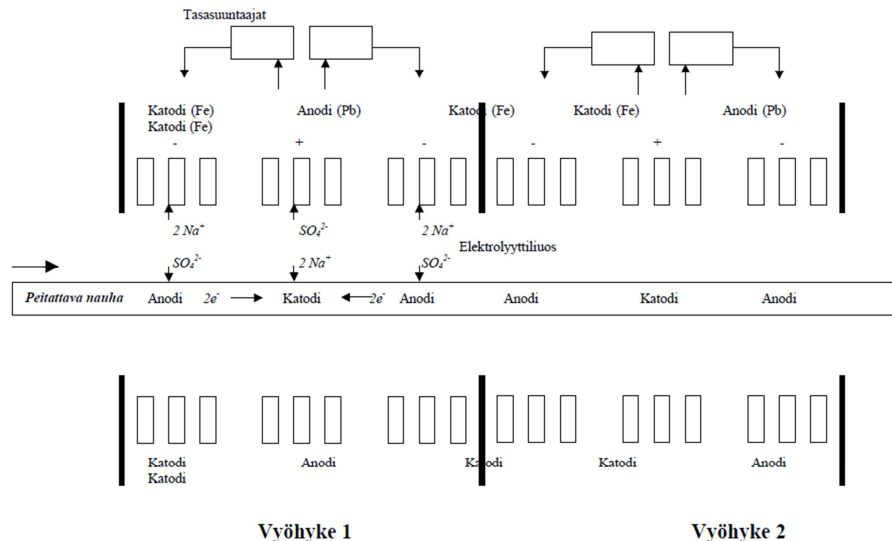 Tasasuuntaajat
Katodi (Fe) Anodi (Pb) Katodi (Fe) Katodi (Fe) Anodi (Pb)
Katodi (Fe)
- + - - + -
2 Na⁺ SO₄²⁻ 2 Na⁺
Elektrolyyttiliuos
SO₄²⁻ 2 Na⁺ SO₄²⁻
Peitattava nauha Anodi 2e⁻ Katodi 2e⁻ Anodi Anodi Katodi Anodi
Katodi Anodi Katodi Katodi Anodi
Katodi
Vyöhyke 1 Vyöhyke 2